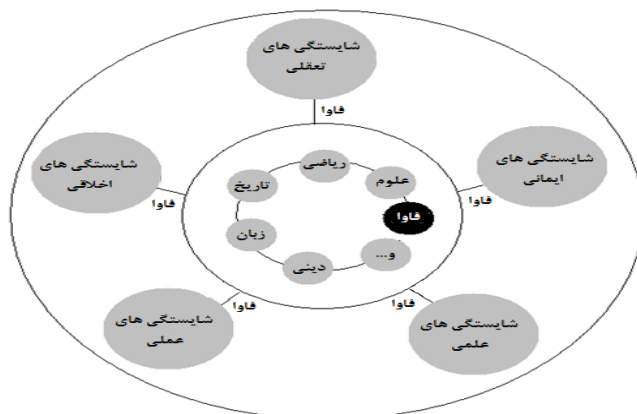 شایستگی های
تعقلی
فاوا
شایستگی های
ایمانی
فاوا
شایستگی های
اخلاقی
فاوا
ریاضی
علوم
تاریخ
فاوا
زبان
و...
دینی
فاوا
شایستگی های
علمی
فاوا
شایستگی های
عملی